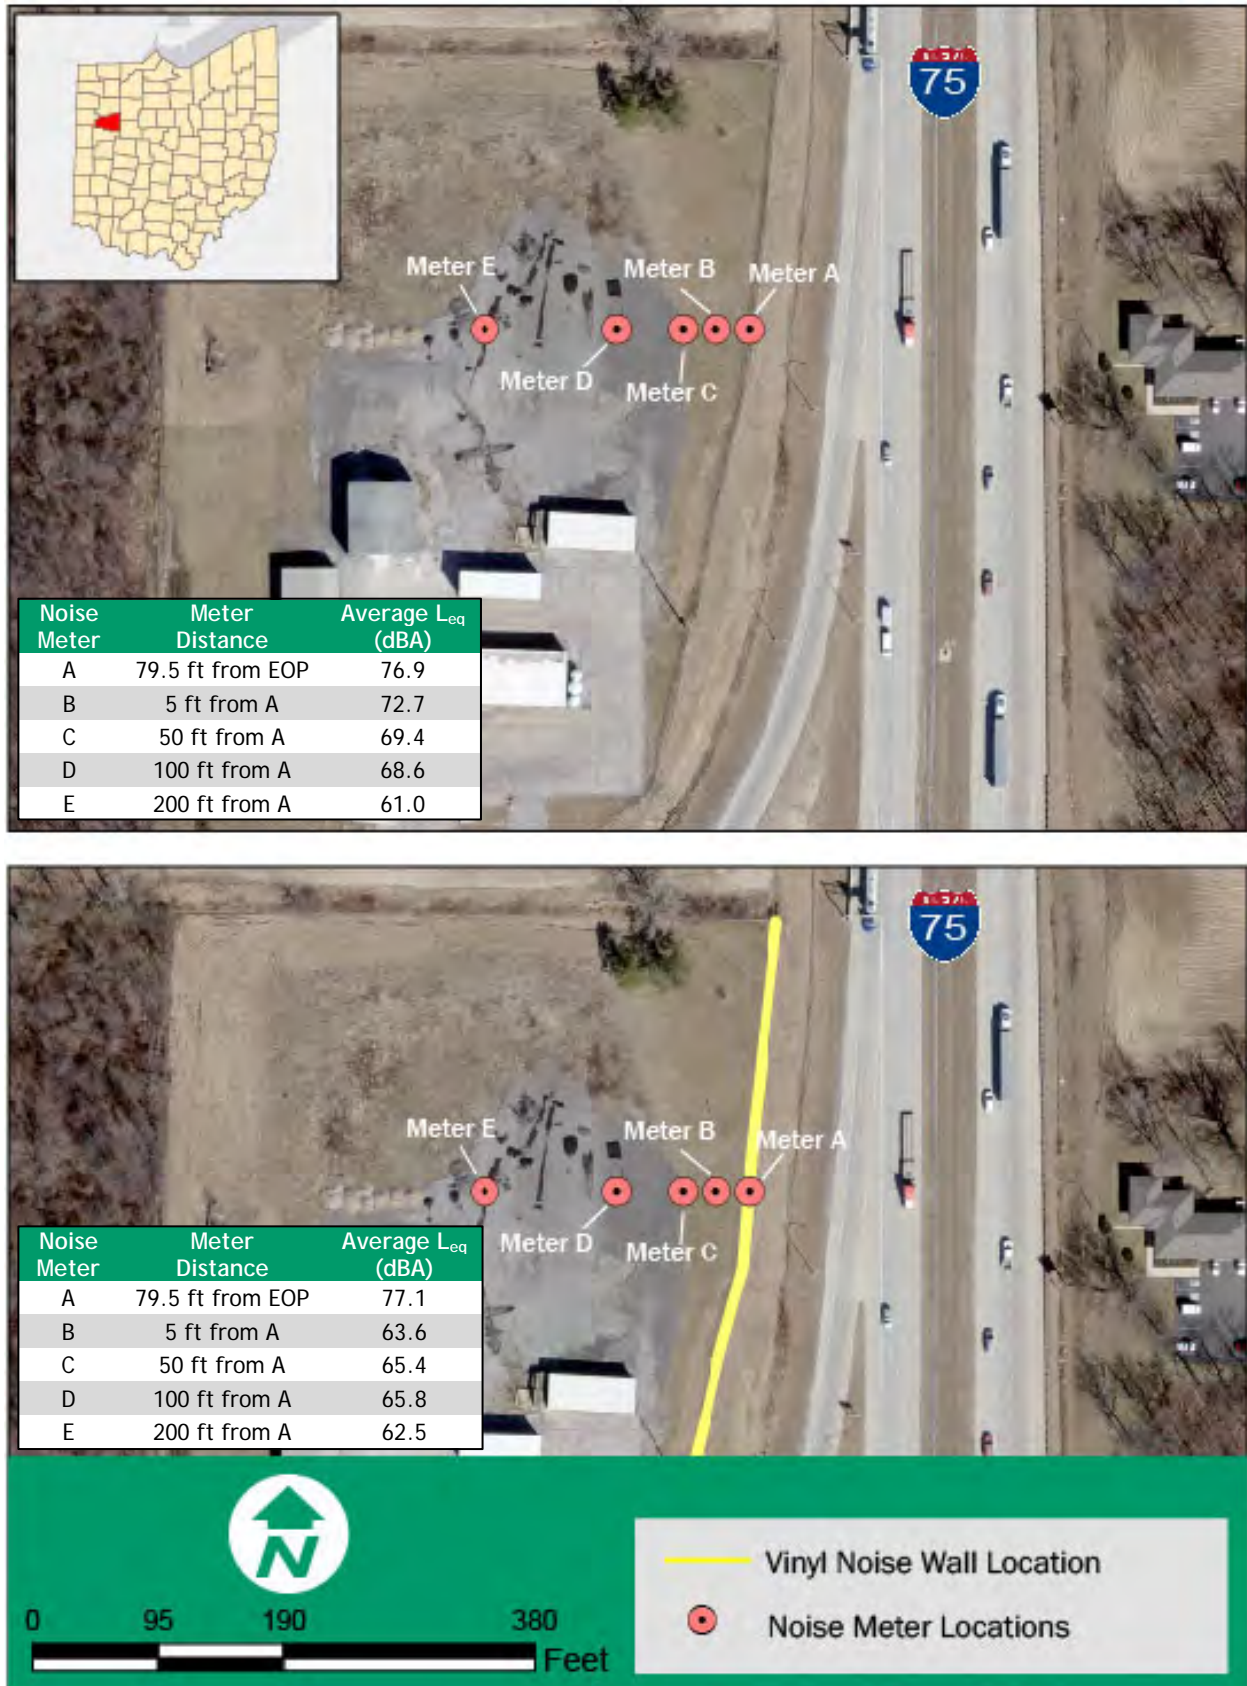 75
Meter E
Meter B
Meter A
Meter D
Meter C
Noise Meter Meter Distance Average Leq (dBA)
A 79.5 ft from EOP 76.9
B 5 ft from A 72.7
C 50 ft from A 69.4
D 100 ft from A 68.6
E 200 ft from A 61.0
75
Meter E
Meter B
Meter A
Meter D
Meter C
Noise Meter Meter Distance Average Leq (dBA)
A 79.5 ft from EOP 77.1
B 5 ft from A 63.6
C 50 ft from A 65.4
D 100 ft from A 65.8
E 200 ft from A 62.5
N
0 95 190 380
Feet
Vinyl Noise Wall Location
Noise Meter Locations